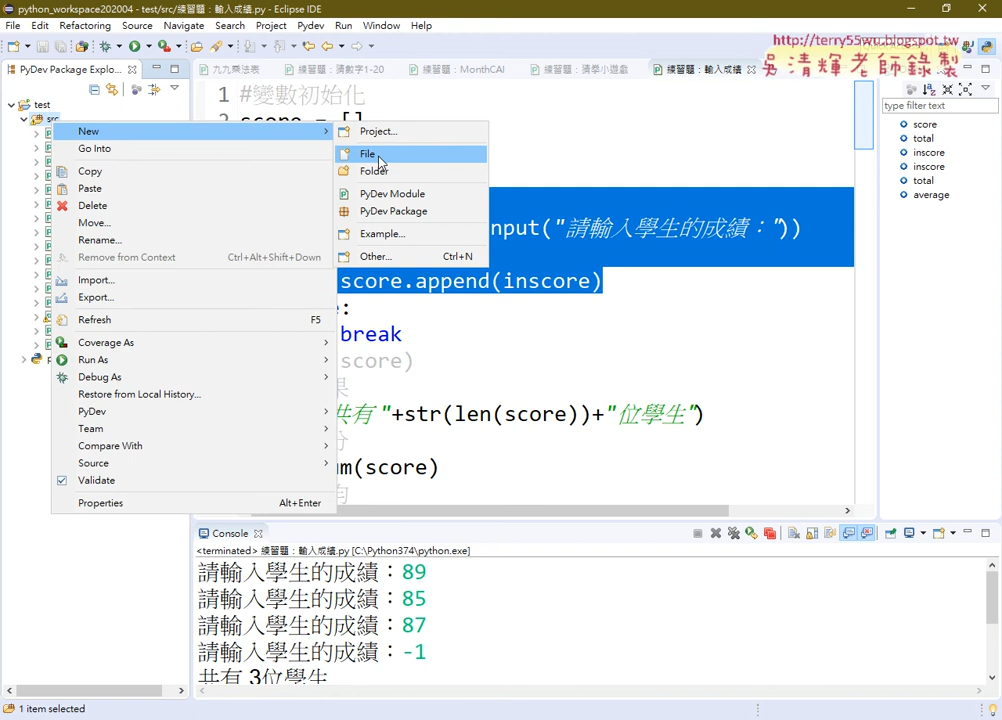 python_workspace202004 - test/src/練習題：輸入成績.py - Eclipse IDE
File Edit Refactoring Source Navigate Search Project Pydev Run Window Help
http://terry55wu.blogspot.tw
吳清輝老師錄製
PyDev Package Explo...
九九乘法表
練習題：猜數字1-20
練習題：MonthCAI
練習題：猜拳小遊戲
練習題：輸入成績
test
src
1 #變數初始化
2 score = []
nput("請輸入學生的成績："))
score.append(inscore)
:
break
score)
果
共有 "+str(len(score))+"位學生")
分
um(score)
均
New
Go Into
Copy
Paste
Delete
Move...
Rename...
Remove from Context Ctrl+Alt+Shift+Down
Import...
Export...
Refresh F5
Coverage As
Run As
Debug As
Restore from Local History...
PyDev
Team
Compare With
Source
Validate
Properties Alt+Enter
Project...
File
Folder
PyDev Module
PyDev Package
Example...
Other... Ctrl+N
type filter text
score
total
inscore
inscore
total
average
Console
<terminated> 練習題：輸入成績.py [C:\Python374\python.exe]
請輸入學生的成績：89
請輸入學生的成績：85
請輸入學生的成績：87
請輸入學生的成績：-1
共有 3位學生
1 item selected